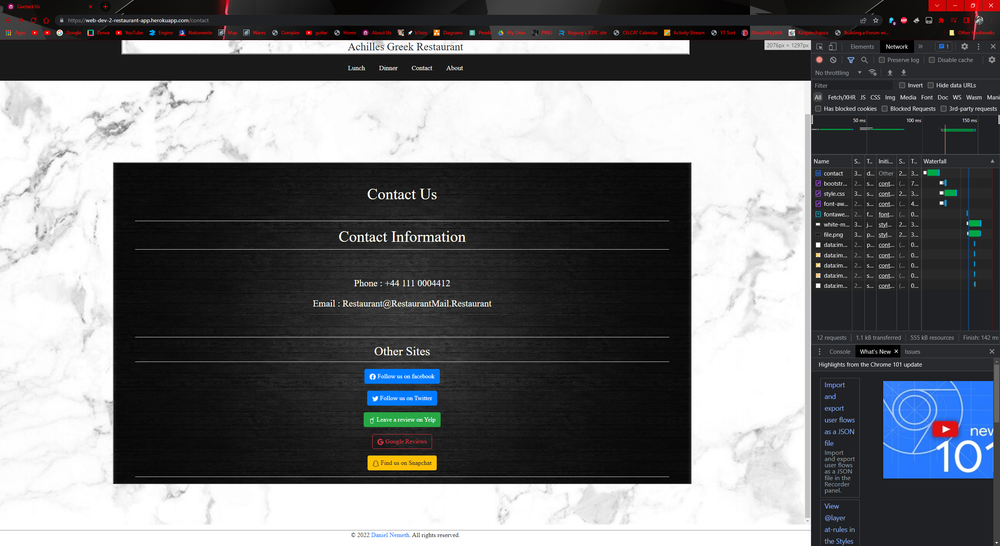 Contact Us
https://web-dev-2-restaurant-app.herokuapp.com/contact
Apps Google Zenva YouTube Engine Nationwide Map Wares Complex guitar Home About Us b1nzy Diagrams Pexels My Drive PING Roguey's X3TC site CELCAT Calendar Activity Stream YT Sort Akasztófa játék Közpénzhajsza Building a Forum wi... Other bookmarks
Achilles Greek Restaurant
Lunch Dinner Contact About
Contact Us
Contact Information
Phone : +44 111 0004412
Email : Restaurant@RestaurantMail.Restaurant
Other Sites
Follow us on facebook
Follow us on Twitter
Leave a review on Yelp
Google Reviews
Find us on Snapchat
© 2022 Daniel Nemeth. All rights reserved.
2076px × 1297px
Elements Network 1
Preserve log Disable cache
No throttling
Filter Invert Hide data URLs
All Fetch/XHR JS CSS Img Media Font Doc WS Wasm Mani
Has blocked cookies Blocked Requests 3rd-party requests
50 ms 100 ms 150 ms
Name S.. T.. Initi... S.. T.. Waterfall
contact 3... d... Other 2... 3...
bootstr... 2... s... cont... (... 7...
style.css 3... s... cont... 2... 3...
font-aw... 2... s... cont... (... 4...
fontawe... 2... f... font... (... 0...
white-m... 3... j... styl... 2... 3...
file.png 3... p... styl... 2... 3...
data:im... 2... p... cont... (... 0...
data:im... 2... s... cont... (... 0...
data:im... 2... s... cont... (... 0...
data:im... 2... s... cont... (... 0...
data:im... 2... s... cont... (... 0...
12 requests 1.1 kB transferred 555 kB resources Finish: 142 ms
Console What's New Issues
Highlights from the Chrome 101 update
Import
and
export
user flows
as a JSON
file
Import
and export
user flows
as a JSON
file in the
Recorder
panel.
new
101
View
@layer
at-rules in
the Styles